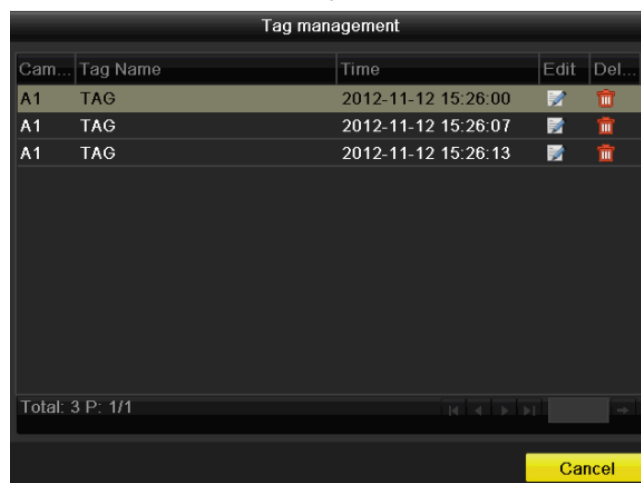 Tag management
Cam... Tag Name Time Edit Del...
A1 TAG 2012-11-12 15:26:00
A1 TAG 2012-11-12 15:26:07
A1 TAG 2012-11-12 15:26:13
Total: 3 P: 1/1
Cancel